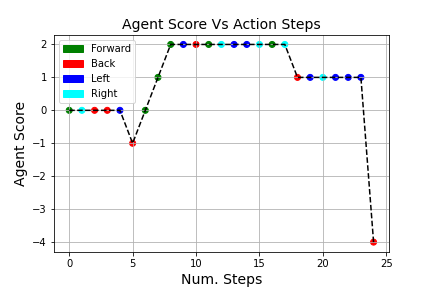 Agent Score Vs Action Steps
Forward
Back
Left
Right
2
1
0
−1
−2
−3
−4
Agent Score
0 5 10 15 20 25
Num. Steps